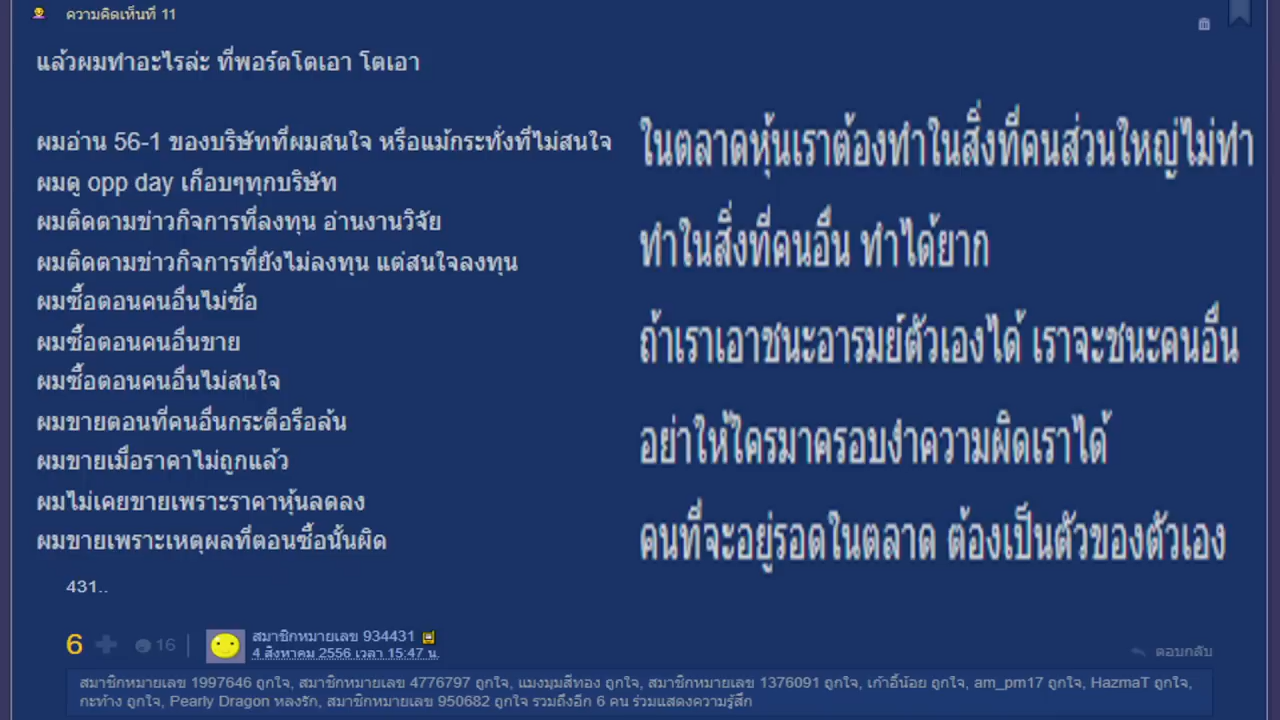 ความคิดเห็นที่ 11
แล้วผมทำอะไรล่ะ ที่พอร์ตโตเอา โตเอา
ผมอ่าน 56-1 ของบริษัทที่ผมสนใจ หรือแม้กระทั่งที่ไม่สนใจ
ผมดู opp day เกือบๆทุกบริษัท
ผมติดตามข่าวกิจการที่ลงทุน อ่านงานวิจัย
ผมติดตามข่าวกิจการที่ยังไม่ลงทุน แต่สนใจลงทุน
ผมซื้อตอนคนอื่นไม่ซื้อ
ผมซื้อตอนคนอื่นขาย
ผมซื้อตอนคนอื่นไม่สนใจ
ผมขายตอนที่คนอื่นกระตือรือล้น
ผมขายเมื่อราคาไม่ถูกแล้ว
ผมไม่เคยขายเพราะราคาหุ้นลดลง
ผมขายเพราะเหตุผลที่ตอนซื้อนั้นผิด
ในตลาดหุ้นเราต้องทำในสิ่งที่คนส่วนใหญ่ไม่ทำ
ทำในสิ่งที่คนอื่น ทำได้ยาก
ถ้าเราเอาชนะอารมย์ตัวเองได้ เราจะชนะคนอื่น
อย่าให้ใครมาครอบงำความผิดเราได้
คนที่จะอยู่รอดในตลาด ต้องเป็นตัวของตัวเอง
431..
6
16
สมาชิกหมายเลข 934431
4 สิงหาคม 2556 เวลา 15:47 น.
ตอบกลับ
สมาชิกหมายเลข 1997646 ถูกใจ, สมาชิกหมายเลข 4776797 ถูกใจ, แมงมุมสีทอง ถูกใจ, สมาชิกหมายเลข 1376091 ถูกใจ, เก้าอี้น้อย ถูกใจ, am_pm17 ถูกใจ, HazmaT ถูกใจ,
กะท้าง ถูกใจ, Pearly Dragon หลงรัก, สมาชิกหมายเลข 950682 ถูกใจ รวมถึงอีก 6 คน ร่วมแสดงความรู้สึก